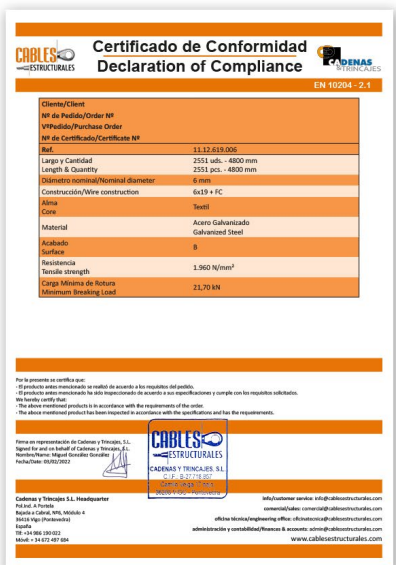 CABLES
ESTRUCTURALES
Certificado de Conformidad
Declaration of Compliance
CADENAS
& TRINCAJES
EN 10204 - 2.1
Cliente/Client
Nº de Pedido/Order Nº
VºPedido/Purchase Order
Nº de Certificado/Certificate Nº
Ref. 11.12.619.006
Largo y Cantidad 2551 uds. - 4800 mm
Length & Quantity 2551 pcs. - 4800 mm
Diámetro nominal/Nominal diameter 6 mm
Construcción/Wire construction 6x19 + FC
Alma Textil
Core
Material Acero Galvanizado
Galvanized Steel
Acabado B
Surface
Resistencia 1.960 N/mm²
Tensile strength
Carga Mínima de Rotura 21,70 kN
Minimum Breaking Load
Por la presente se certifica que:
- El producto antes mencionado se realizó de acuerdo a los requisitos del pedido.
- El producto antes mencionado ha sido inspeccionado de acuerdo a sus especificaciones y cumple con los requisitos solicitados.
We hereby certify that:
- The above mentioned products is in accordance with the requirements of the order.
- The above mentioned product has been inspected in accordance with the specifications and has the requirements.
Firma en representación de Cadenas y Trincajes, S.L.
Signed for and on behalf of Cadenas y Trincajes, S.L.
Nombre/Name: Miguel González González
Fecha/Date: 03/02/2022
CABLES
ESTRUCTURALES
CADENAS Y TRINCAJES, S.L.
C.I.F.: B-27.718.957
Cadenas y Trincajes S.L. Headquarter
Pol.Ind. A Portela
Bajada a Cabral, Nº6, Módulo 4
36416 Vigo (Pontevedra)
España
Tlf: +34 986 190 023
Móvil: + 34 672 497 684
info/customer service: info@cablesestructurales.com
comercial/sales: comercial@cablesestructurales.com
oficina técnica/engineering office: oficinatecnica@cablesestructurales.com
administración y contabilidad/finances & accounts: admin@cablesestructurales.com
www.cablesestructurales.com